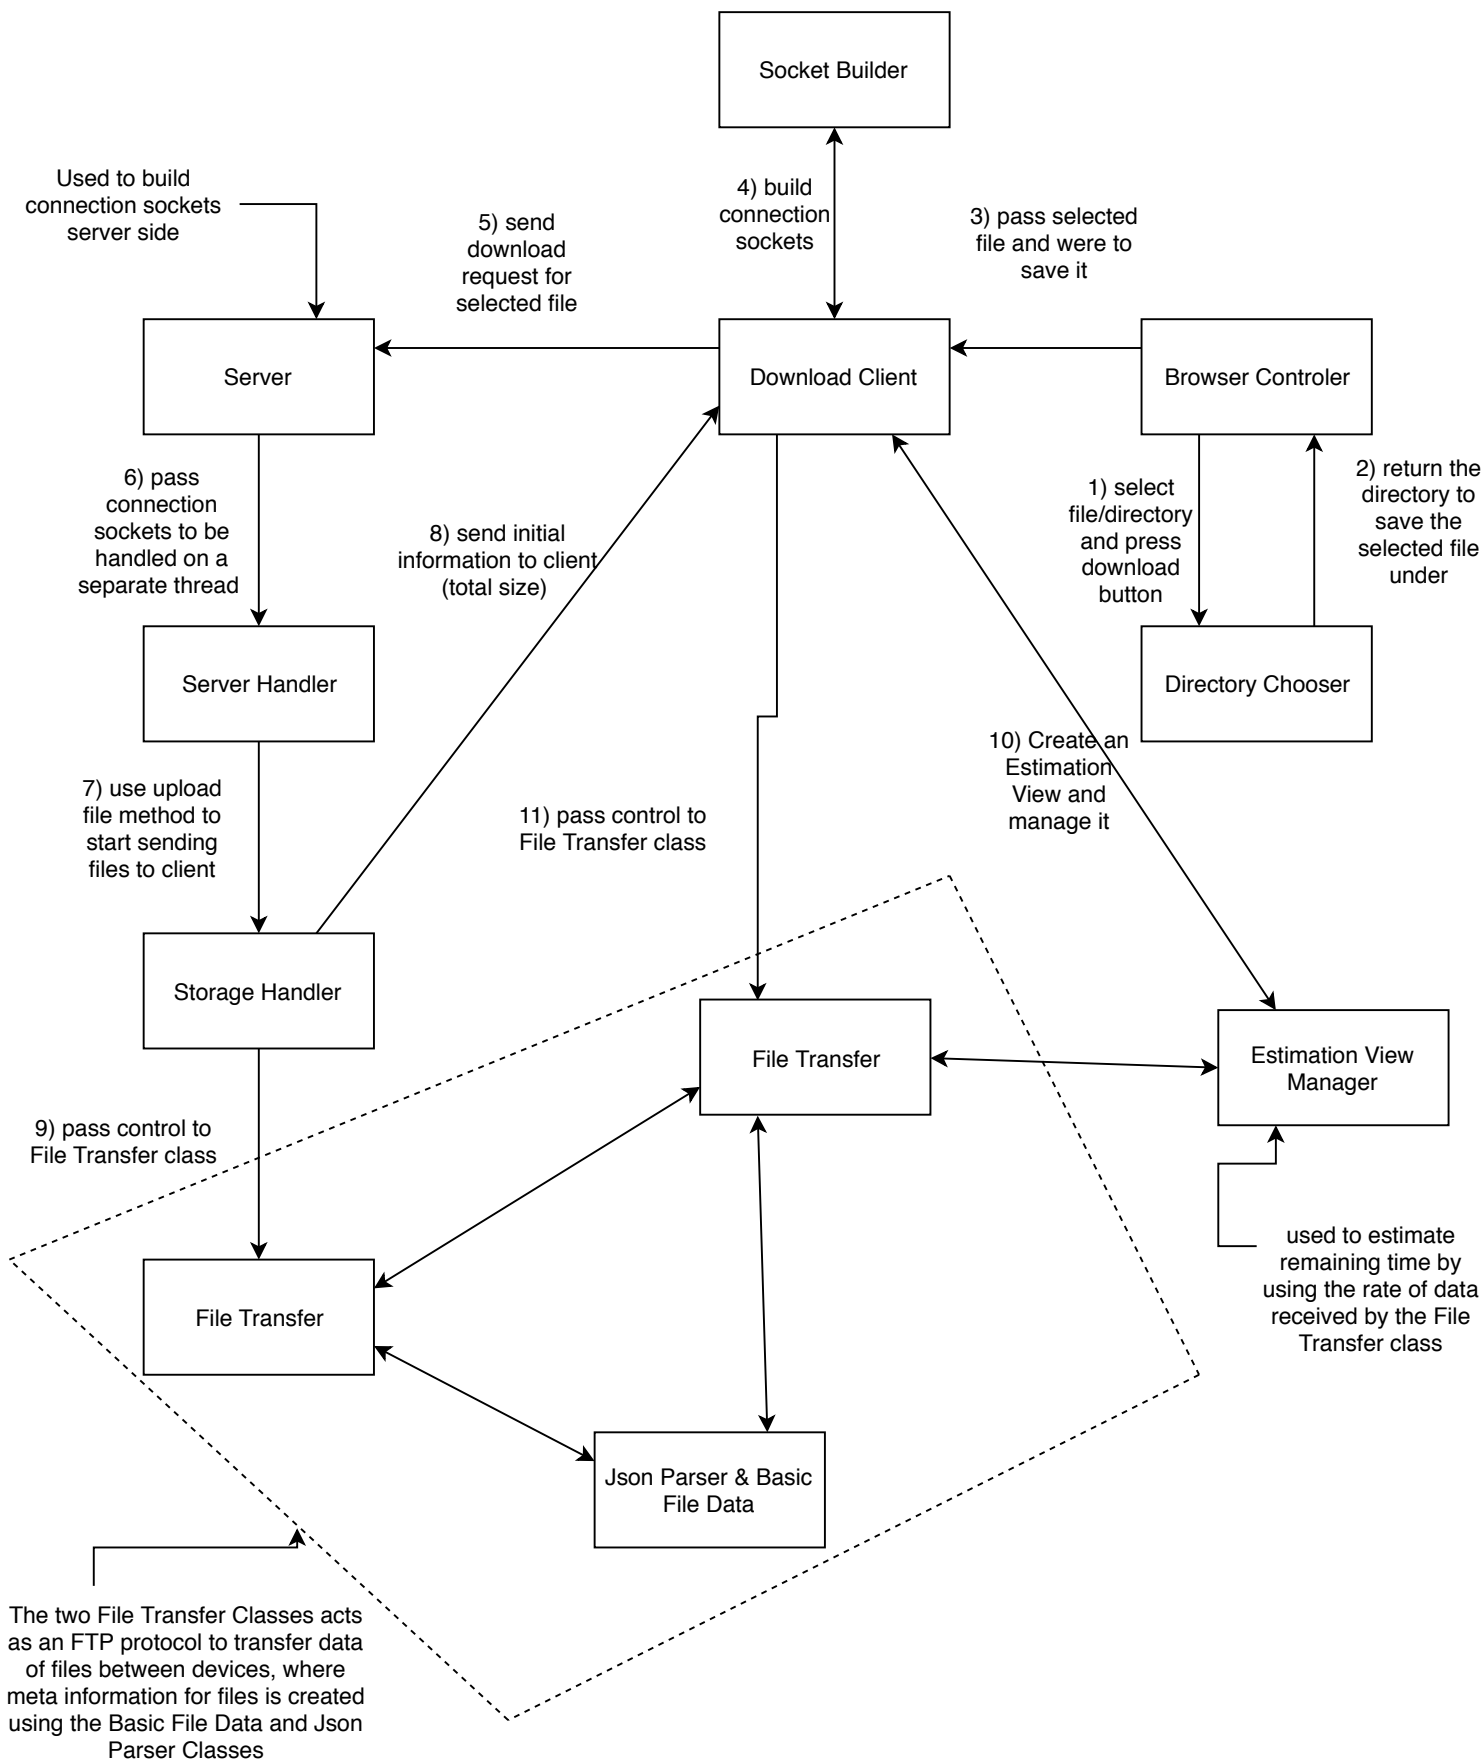 Socket Builder
Used to build
connection sockets
server side
5) send
download
request for
selected file
4) build
connection
sockets
3) pass selected
file and were to
save it
Server
Download Client
Browser Controler
6) pass
connection
sockets to be
handled on a
separate thread
8) send initial
information to client
(total size)
1) select
file/directory
and press
download
button
2) return the
directory to
save the
selected file
under
Server Handler
Directory Chooser
7) use upload
file method to
start sending
files to client
11) pass control to
File Transfer class
10) Create an
Estimation
View and
manage it
Storage Handler
File Transfer
Estimation View
Manager
9) pass control to
File Transfer class
used to estimate
remaining time by
using the rate of data
received by the File
Transfer class
File Transfer
Json Parser & Basic
File Data
The two File Transfer Classes acts
as an FTP protocol to transfer data
of files between devices, where
meta information for files is created
using the Basic File Data and Json
Parser Classes